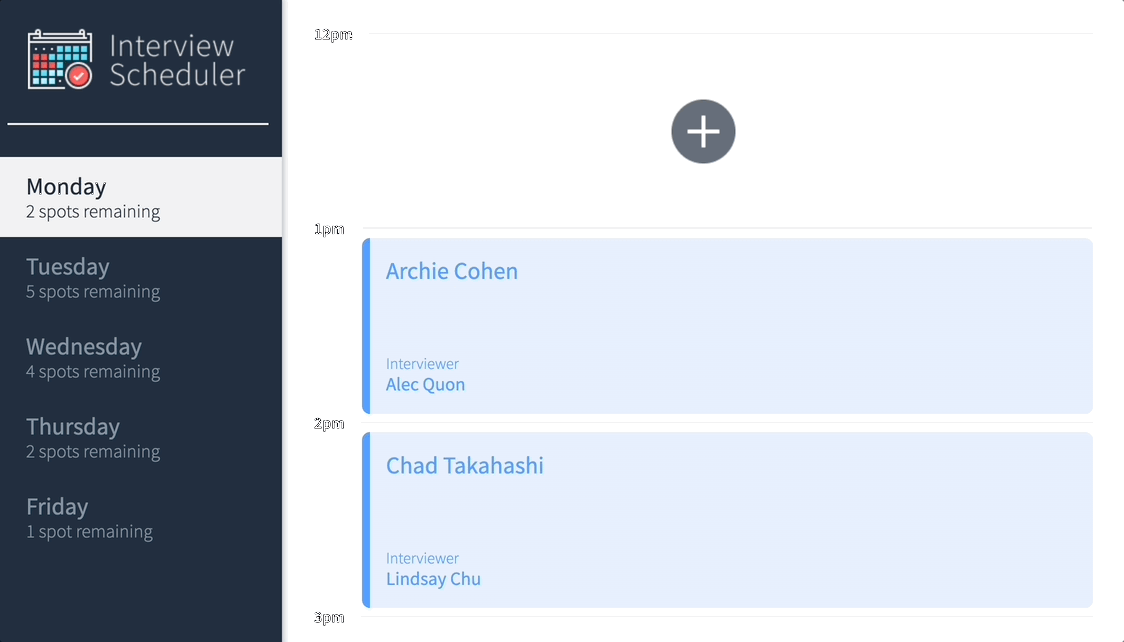 Interview
Scheduler
Monday
2 spots remaining
Tuesday
5 spots remaining
Wednesday
4 spots remaining
Thursday
2 spots remaining
Friday
1 spot remaining
12pm
1pm
Archie Cohen
Interviewer
Alec Quon
2pm
Chad Takahashi
Interviewer
Lindsay Chu
3pm